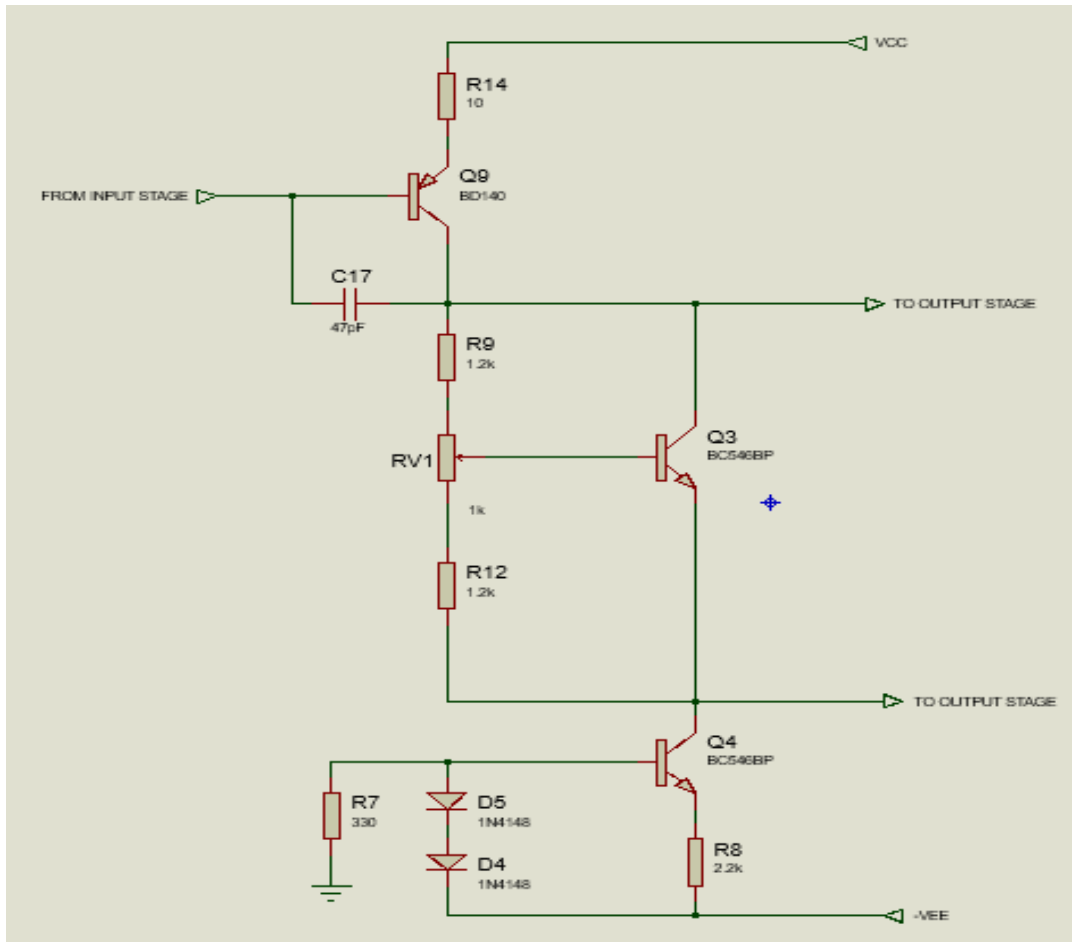 VCC
R14
10
Q9
BD140
FROM INPUT STAGE
C17
47pF
TO OUTPUT STAGE
R9
1.2k
Q3
BC546BP
RV1
1k
R12
1.2k
TO OUTPUT STAGE
Q4
BC546BP
R7
330
D5
1N4148
D4
1N4148
R8
2.2k
-VEE